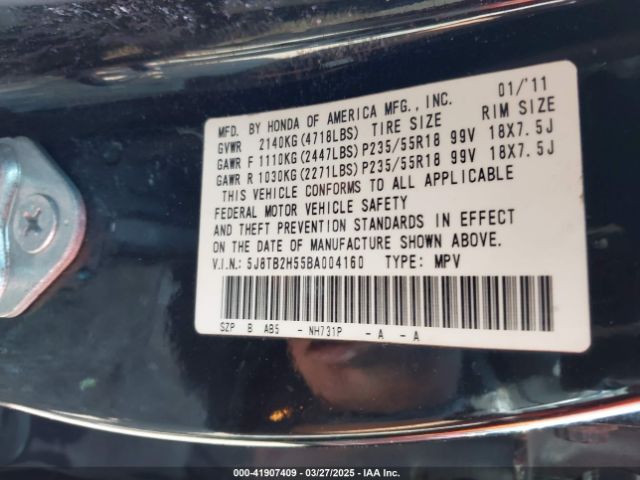 MFD. BY HONDA OF AMERICA MFG., INC. 01/'11
GVWR 2140KG(4718LBS) TIRE SIZE RIM SIZE
GAWR F 1110KG(2447LBS)P235/55R18 99V 18X7.5J
GAWR R 1030KG(2271LBS)P235/55R18 99V 18X7.5J
THIS VEHICLE CONFORMS TO ALL APPLICABLE
FEDERAL MOTOR VEHICLE SAFETY
AND THEFT PREVENTION STANDARDS IN EFFECT
ON THE DATE OF MANUFACTURE SHOWN ABOVE.
V.I.N.: 5J8TB2H55BA004160 TYPE: MPV
SZP B AB5 - NH731P - A - A
000-41907409 | 03/27/2025 | IAA Inc.